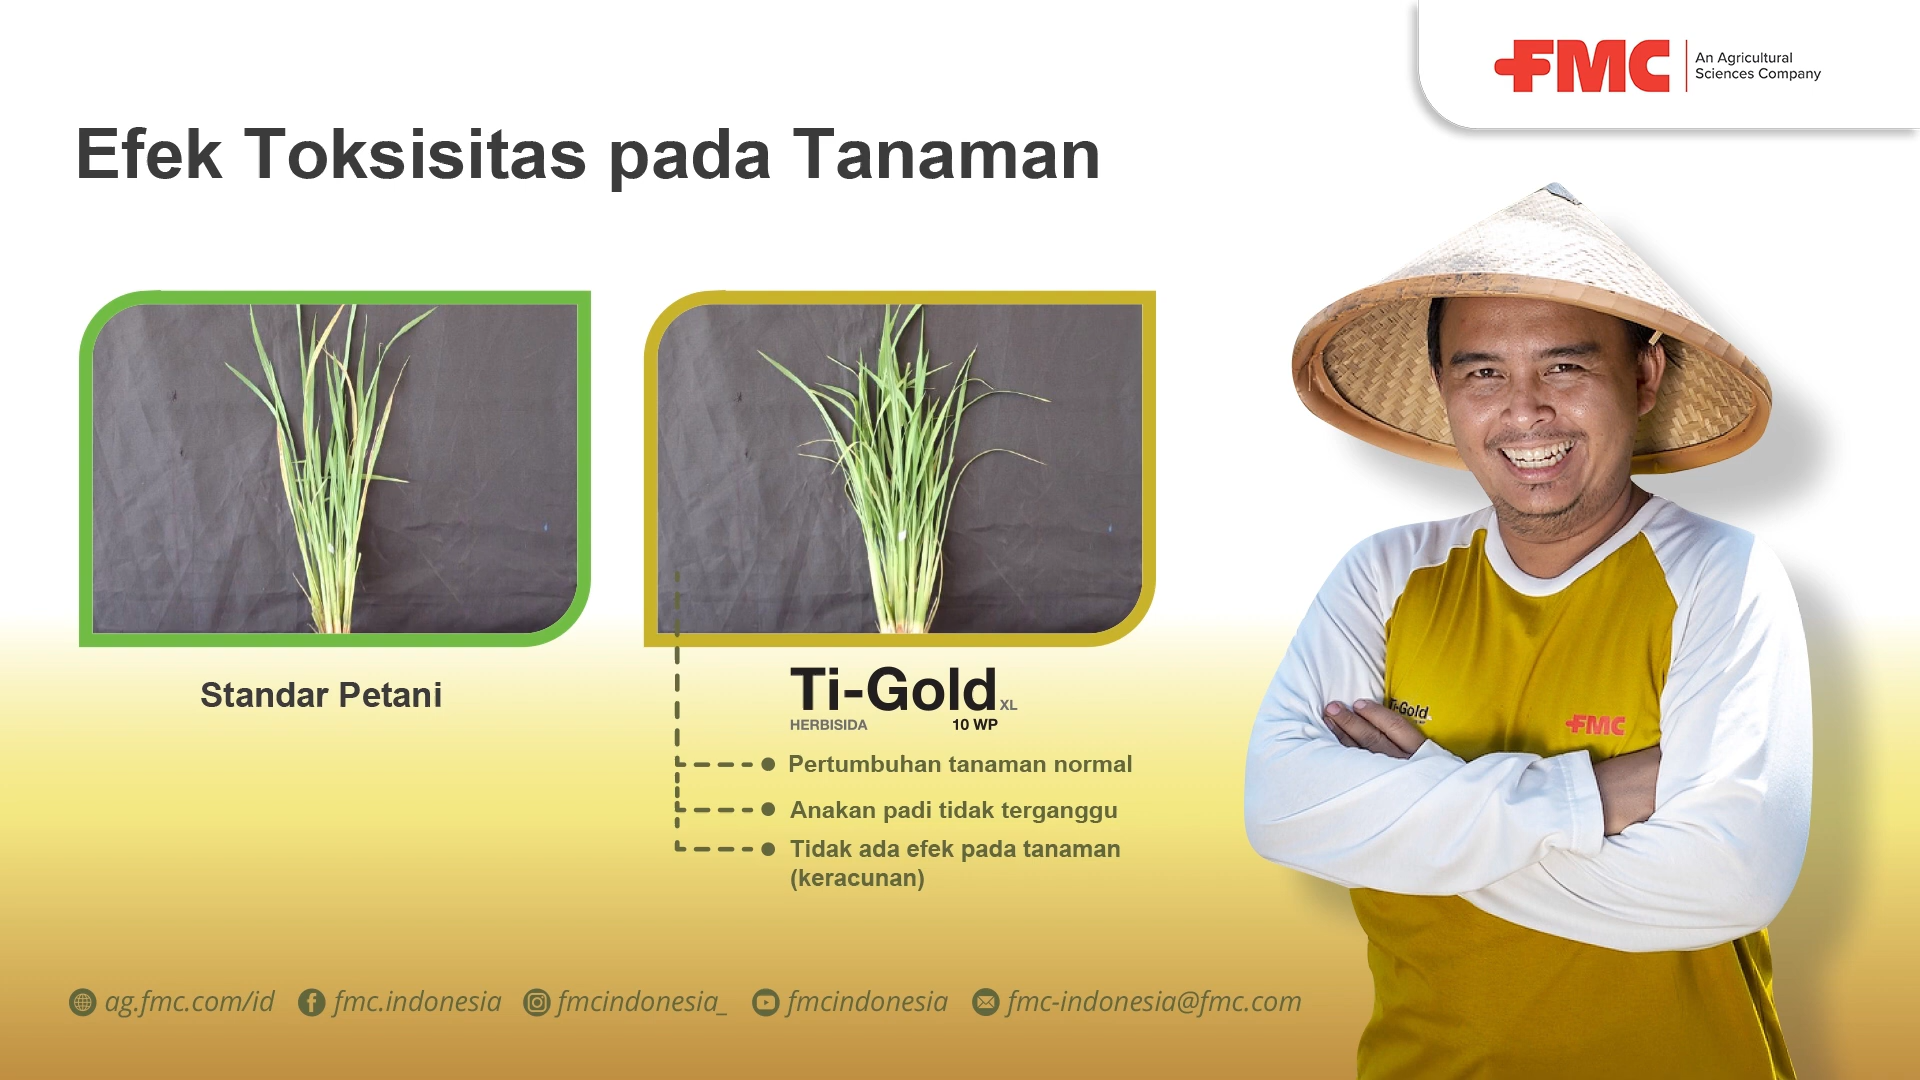 FMC
An Agricultural
Sciences Company
Efek Toksisitas pada Tanaman
Standar Petani
Ti-Gold XL
HERBISIDA 10 WP
Pertumbuhan tanaman normal
Anakan padi tidak terganggu
Tidak ada efek pada tanaman
(keracunan)
Ti-Gold
FMC
ag.fmc.com/id fmc.indonesia fmcindonesia_ fmcindonesia fmc-indonesia@fmc.com